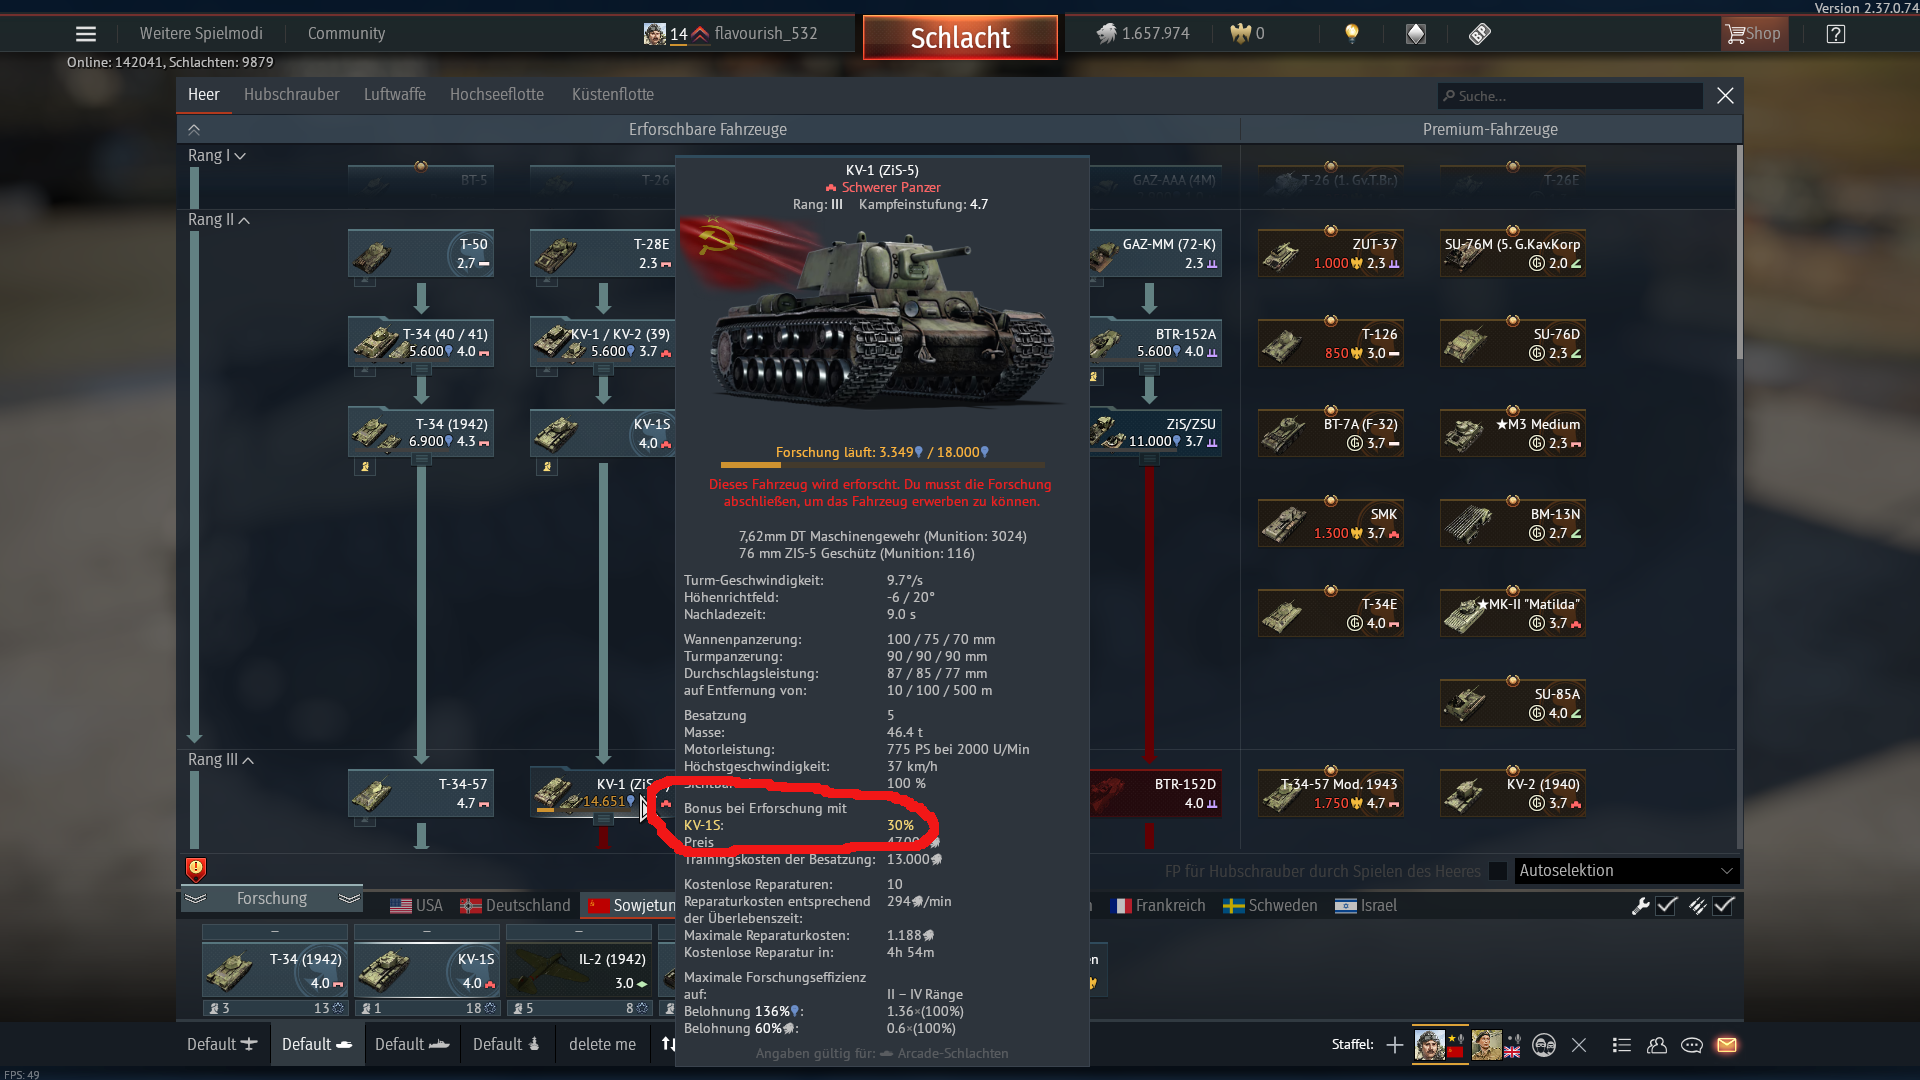 Version 2.37.0.74
Weitere Spielmodi
Community
14
flavourish_532
Schlacht
1.657.974
0
BP
Shop
Online: 142041, Schlachten: 9879
Heer
Hubschrauber
Luftwaffe
Hochseeflotte
Küstenflotte
Suche...
Erforschbare Fahrzeuge
Premium-Fahrzeuge
Rang I
BT-5
T-26
GAZ-AAA (4M)
T-26 (1. Gv.T.Br.)
T-26E
Rang II
T-50
2.7
T-28E
2.3
GAZ-MM (72-K)
2.3
ZUT-37
1.000 2.3
SU-76M (5. G.Kav.Korp
2.0
T-34 (40 / 41)
5.600 4.0
KV-1 / KV-2 (39)
5.600 3.7
BTR-152A
5.600 4.0
T-126
850 3.0
SU-76D
2.3
T-34 (1942)
6.900 4.3
KV-1S
4.0
ZiS/ZSU
11.000 3.7
BT-7A (F-32)
3.7
★M3 Medium
2.3
SMK
1.300 3.7
BM-13N
2.7
T-34E
4.0
★MK-II "Matilda"
3.7
SU-85A
4.0
Rang III
T-34-57
4.7
KV-1 (ZiS
14.651
BTR-152D
4.0
T-34-57 Mod. 1943
1.750 4.7
KV-2 (1940)
3.7
KV-1 (ZiS-5)
Schwerer Panzer
Rang: III Kampfeinstufung: 4.7
Forschung läuft: 3.349 / 18.000
Dieses Fahrzeug wird erforscht. Du musst die Forschung
abschließen, um das Fahrzeug erwerben zu können.
7,62mm DT Maschinengewehr (Munition: 3024)
76 mm ZIS-5 Geschütz (Munition: 116)
Turm-Geschwindigkeit: 9.7°/s
Höhenrichtfeld: -6 / 20°
Nachladezeit: 9.0 s
Wannenpanzerung: 100 / 75 / 70 mm
Turmpanzerung: 90 / 90 / 90 mm
Durchschlagsleistung: 87 / 85 / 77 mm
auf Entfernung von: 10 / 100 / 500 m
Besatzung 5
Masse: 46.4 t
Motorleistung: 775 PS bei 2000 U/Min
Höchstgeschwindigkeit: 37 km/h
100 %
Bonus bei Erforschung mit
KV-1S: 30%
Preis
Trainingskosten der Besatzung: 13.000
Kostenlose Reparaturen: 10
Reparaturkosten entsprechend 294/min
der Überlebenszeit:
Maximale Reparaturkosten: 1.188
Kostenlose Reparatur in: 4h 54m
Maximale Forschungseffizienz
auf: II – IV Ränge
Belohnung 136%: 1.36×(100%)
Belohnung 60%: 0.6×(100%)
Angaben gültig für: Arcade-Schlachten
FP für Hubschrauber durch Spielen des Heeres
Autoselektion
Forschung
USA
Deutschland
Sowjetun
Frankreich
Schweden
Israel
T-34 (1942)
4.0
3 13
KV-1S
4.0
1 18
IL-2 (1942)
3.0
5 8
en
Default
Default
Default
Default
delete me
Staffel:
FPS: 49